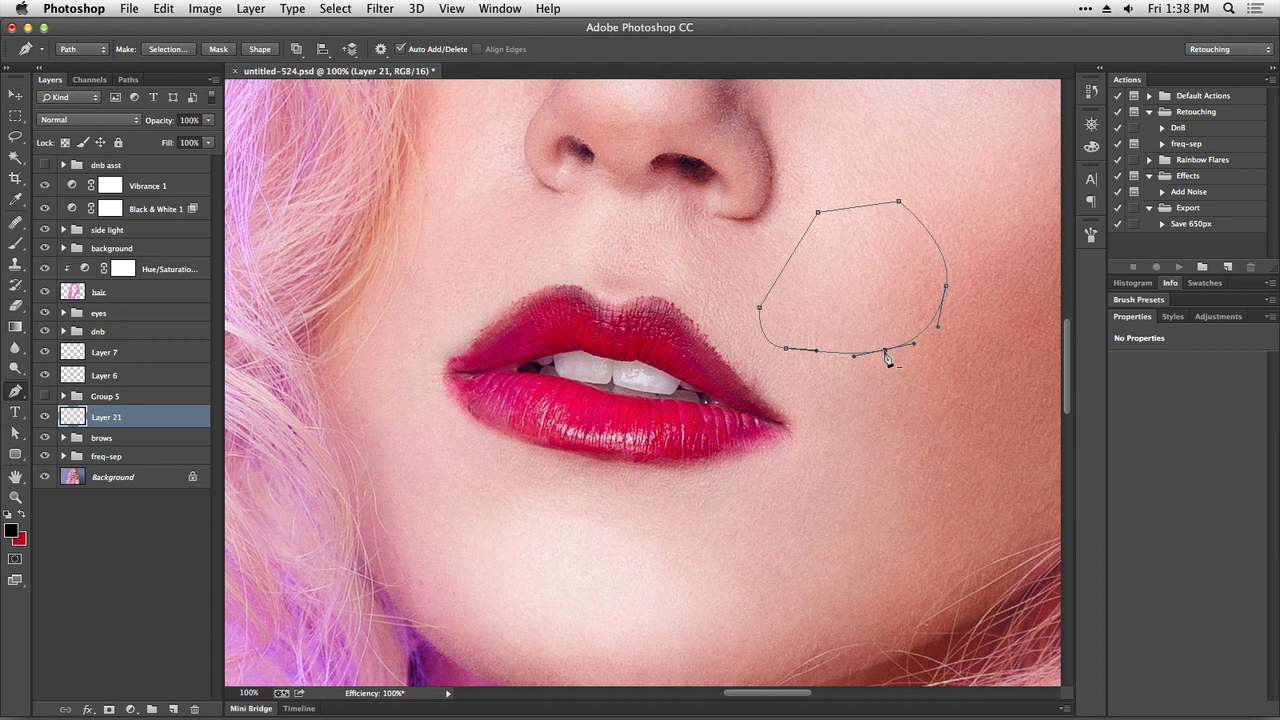 Photoshop File Edit Image Layer Type Select Filter 3D View Window Help Fri 1:38 PM
Adobe Photoshop CC
Path Make: Selection... Mask Shape Auto Add/Delete Align Edges Retouching
Layers Channels Paths
untitled-524.psd @ 100% (Layer 21, RGB/16) *
Kind
Normal Opacity: 100%
Lock: Fill: 100%
dnb asst
Vibrance 1
Black & White 1
side light
background
Hue/Saturatio...
hair
eyes
dnb
Layer 7
Layer 6
Group 5
Layer 21
brows
freq-sep
Background
Actions
Default Actions
Retouching
DnB
freq-sep
Rainbow Flares
Effects
Add Noise
Export
Save 650px
Histogram Info Swatches
Brush Presets
Properties Styles Adjustments
No Properties
100% Efficiency: 100%*
Mini Bridge Timeline